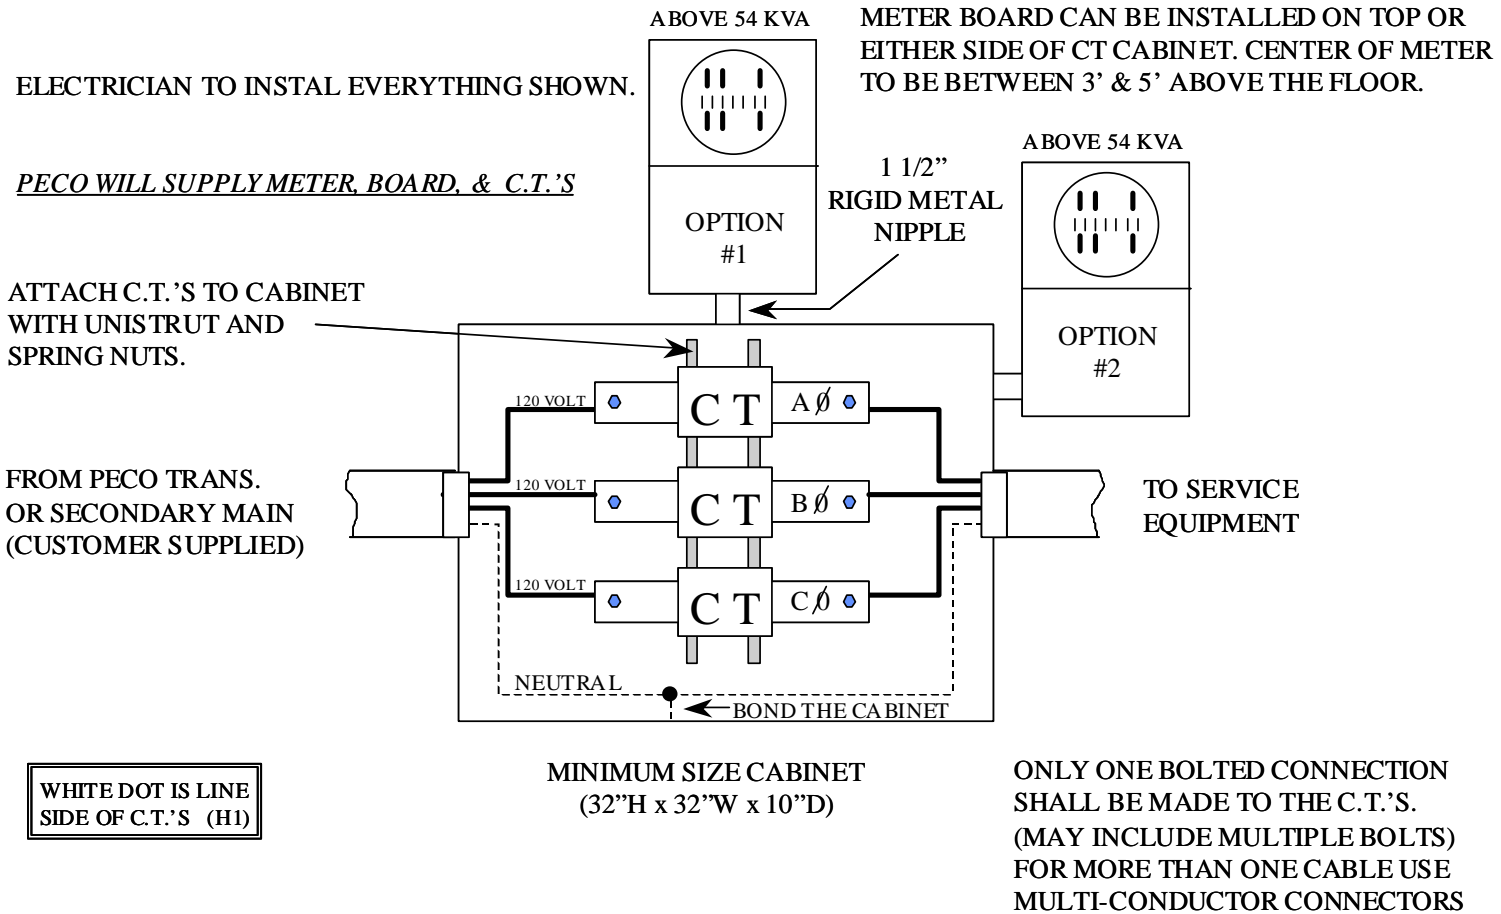 ABOVE 54 KVA
METER BOARD CAN BE INSTALLED ON TOP OR
EITHER SIDE OF CT CABINET. CENTER OF METER
TO BE BETWEEN 3’ & 5’ ABOVE THE FLOOR.
ELECTRICIAN TO INSTAL EVERYTHING SHOWN.
PECO WILL SUPPLY METER, BOARD, & C.T.’S
OPTION
#1
1 1/2”
RIGID METAL
NIPPLE
ABOVE 54 KVA
OPTION
#2
ATTACH C.T.’S TO CABINET
WITH UNISTRUT AND
SPRING NUTS.
120 VOLT
C T
A Ø
FROM PECO TRANS.
OR SECONDARY MAIN
(CUSTOMER SUPPLIED)
120 VOLT
C T
B Ø
TO SERVICE
EQUIPMENT
120 VOLT
C T
C Ø
NEUTRAL
BOND THE CABINET
WHITE DOT IS LINE
SIDE OF C.T.’S (H1)
MINIMUM SIZE CABINET
(32”H x 32”W x 10”D)
ONLY ONE BOLTED CONNECTION
SHALL BE MADE TO THE C.T.’S.
(MAY INCLUDE MULTIPLE BOLTS)
FOR MORE THAN ONE CABLE USE
MULTI-CONDUCTOR CONNECTORS